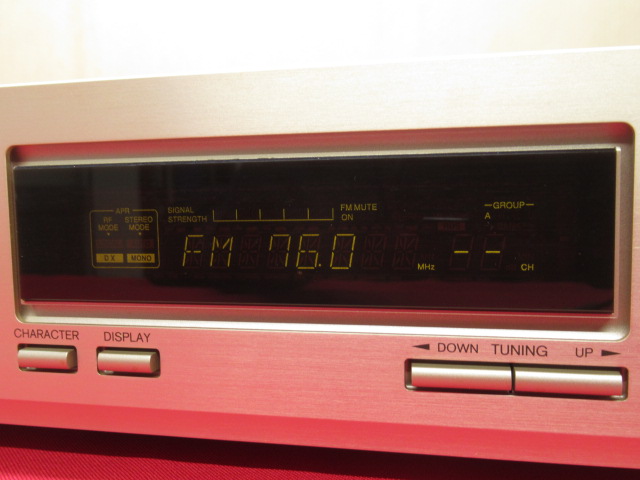 APR
RF MODE
STEREO MODE
DX MONO
SIGNAL STRENGTH
FM MUTE ON
GROUP
A
FM 76.0 MHz -- CH
CHARACTER DISPLAY
◄ DOWN TUNING UP ►